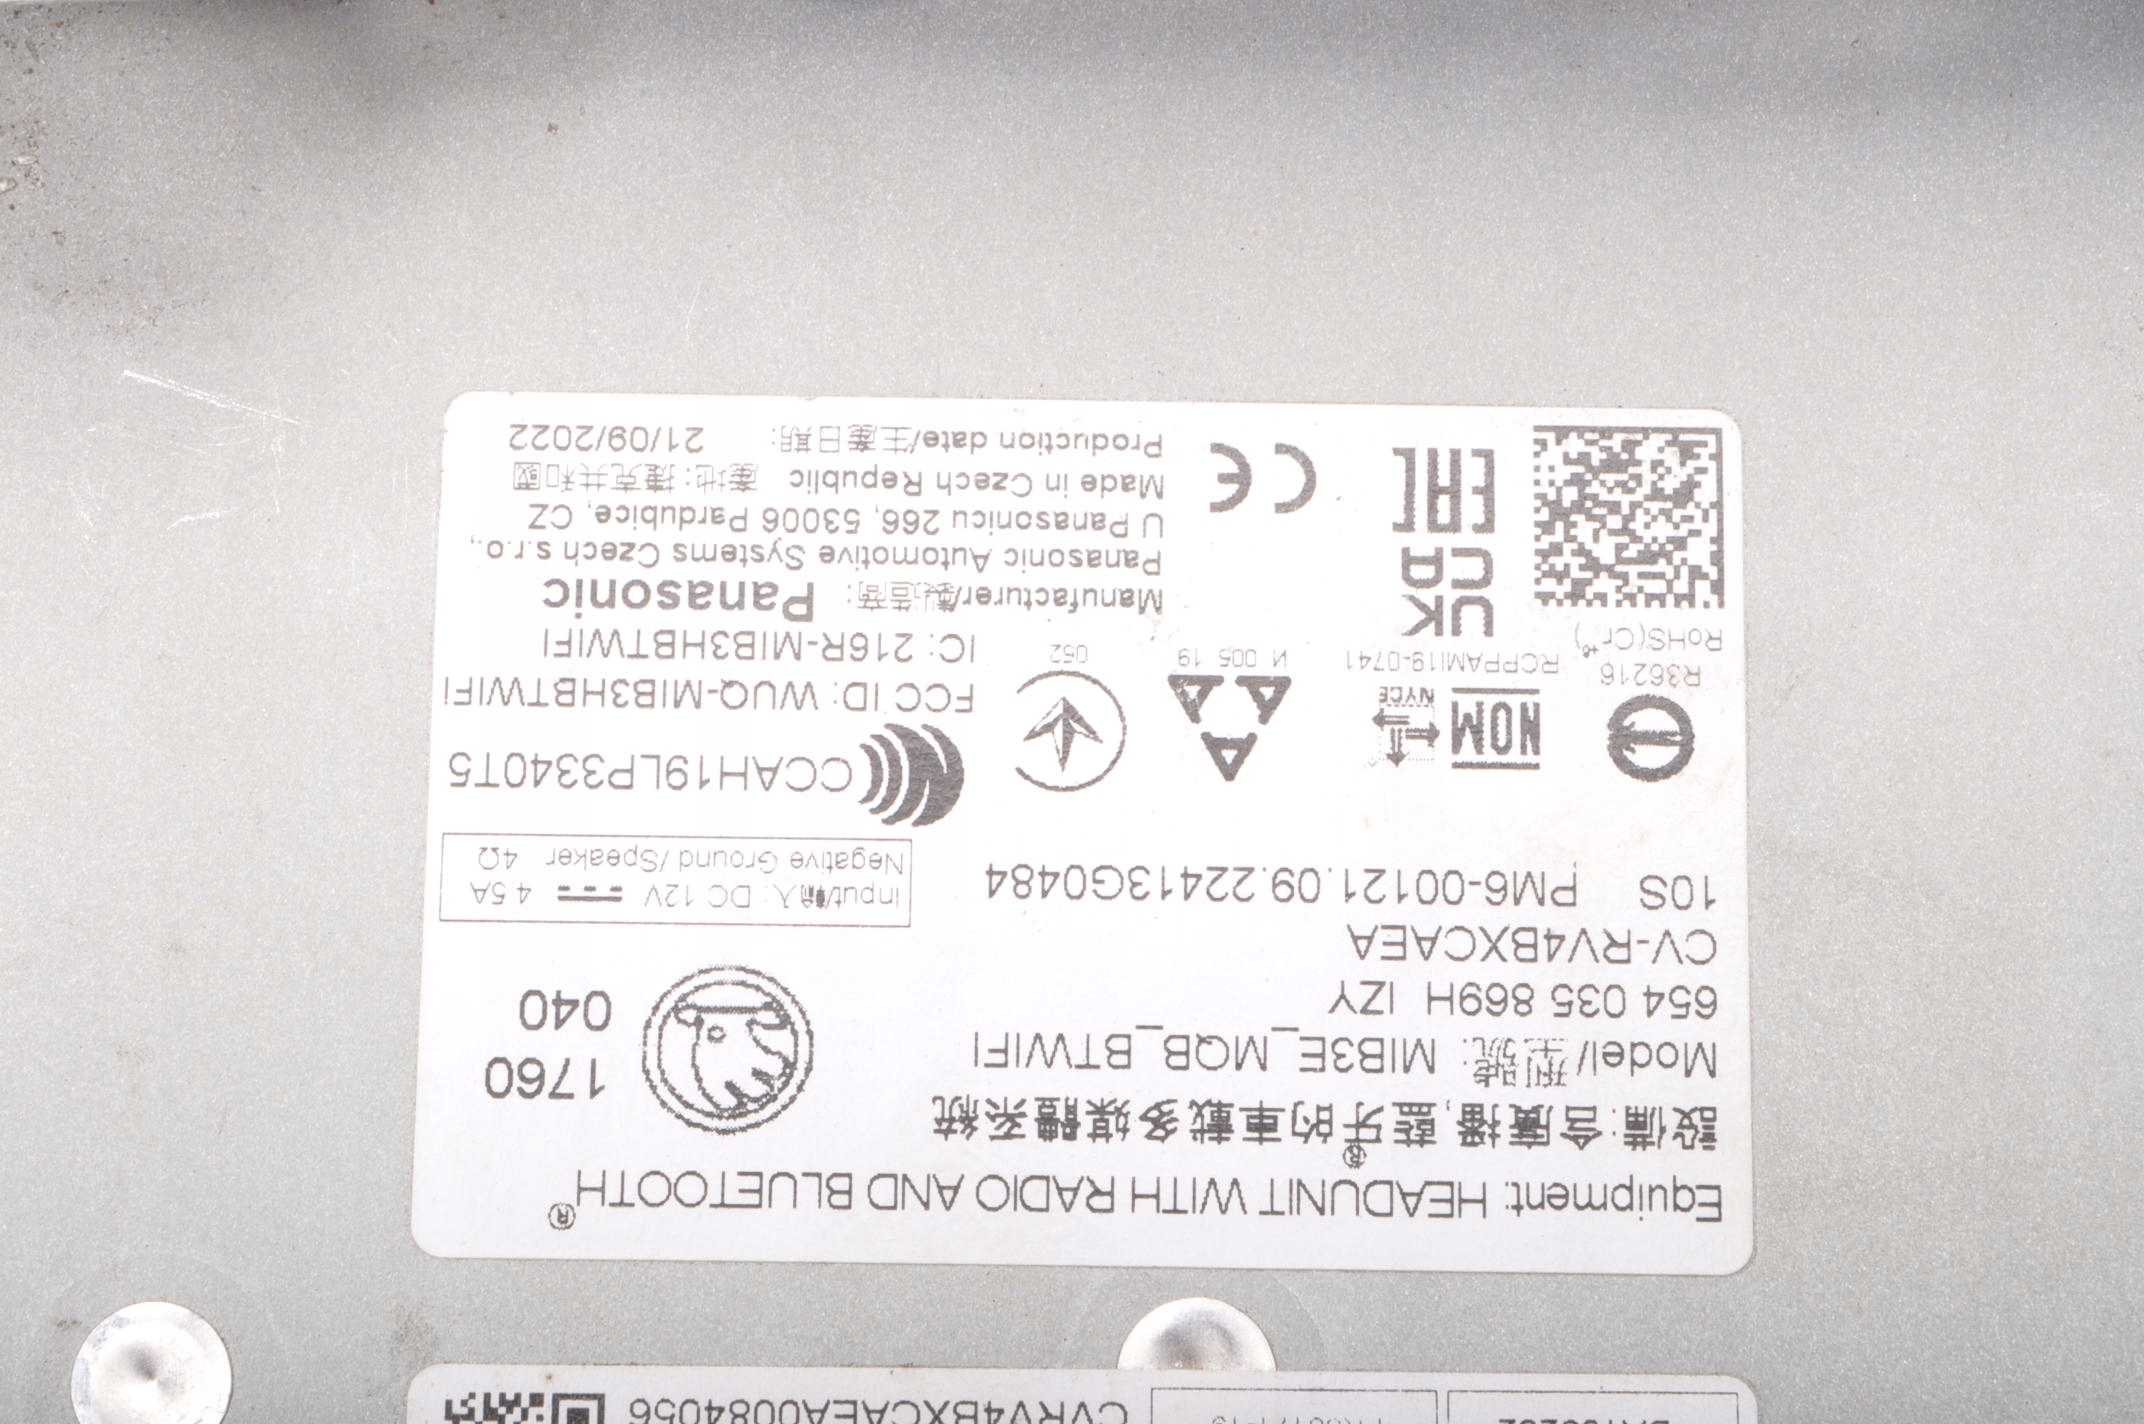 CVRV4BXCAEA0084056
Equipment: HEADUNIT WITH RADIO AND BLUETOOTH®
設備: 含廣播, 藍牙®的車載多媒體系統
Model/型號: MIB3E_MQB_BTWIFI
654 035 869H IZY
CV-RV4BXCAEA
10S PM6-00121.09.22413G0484
1760
040
Input/輸入: DC 12V 4.5A
Negative Ground /Speaker 4Ω
NOM
NYCE
R36216
RCPPAMI19-0741
И 005 19
052
CCAH19LP3340T5
FCC ID: WUQ-MIB3HBTWIFI
IC: 216R-MIB3HBTWIFI
RoHS(Cr⁺⁶)
UK
CA
EAC
CE
Manufacturer/製造商: Panasonic
Panasonic Automotive Systems Czech s.r.o.,
U Panasonicu 266, 53006 Pardubice, CZ
Made in Czech Republic 產地: 捷克共和國
Production date/生產日期: 21/09/2022